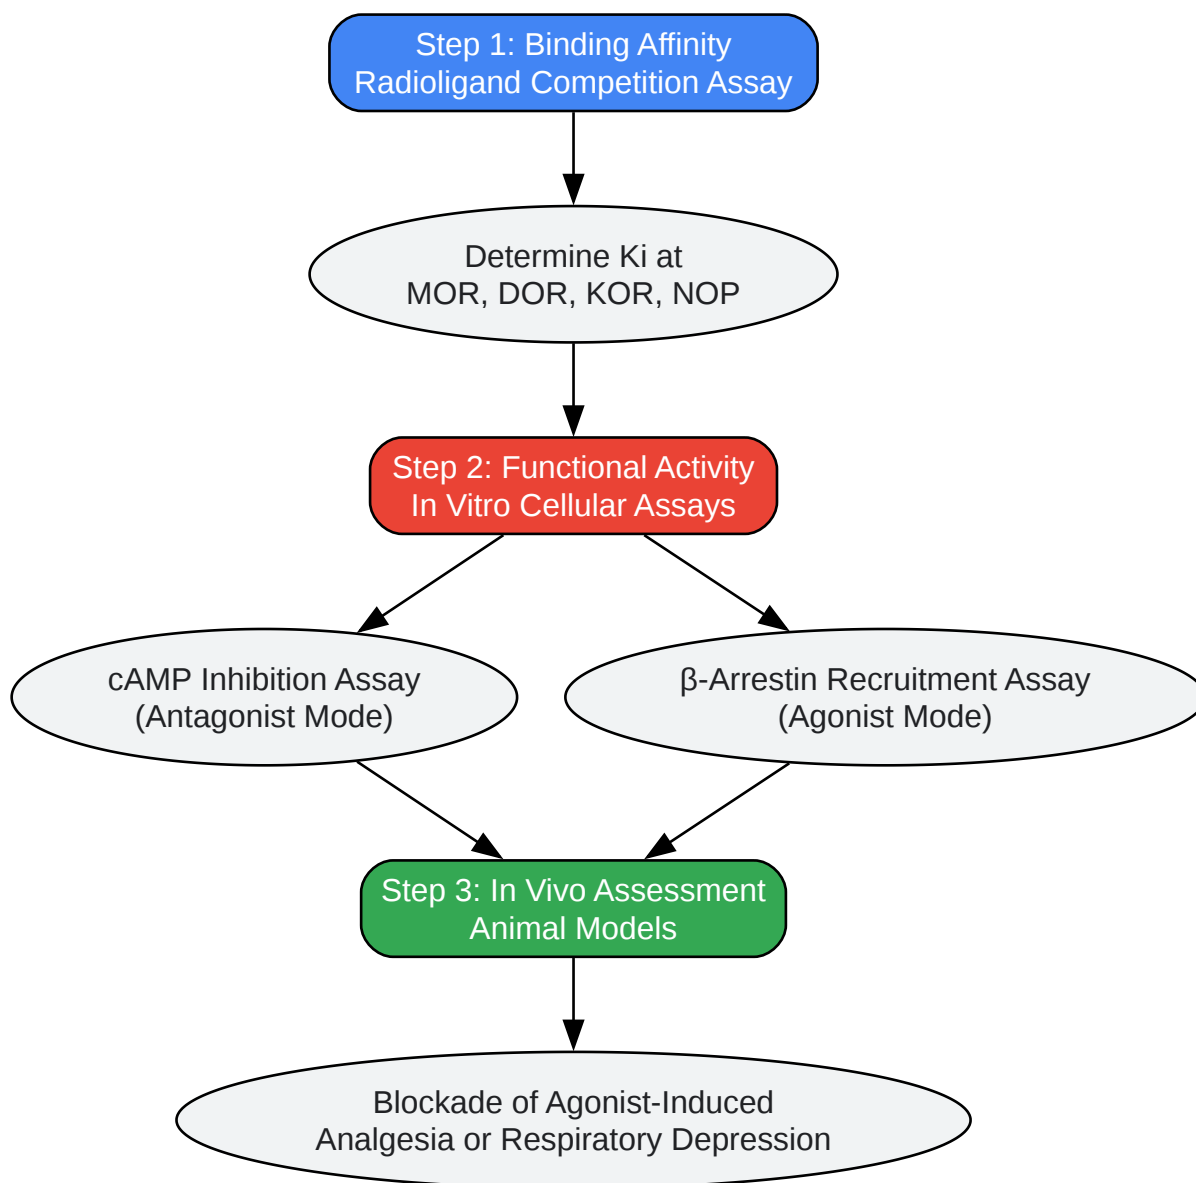 Step 1: Binding Affinity
Radioligand Competition Assay
Determine Ki at
MOR, DOR, KOR, NOP
Step 2: Functional Activity
In Vitro Cellular Assays
cAMP Inhibition Assay
(Antagonist Mode)
β-Arrestin Recruitment Assay
(Agonist Mode)
Step 3: In Vivo Assessment
Animal Models
Blockade of Agonist-Induced
Analgesia or Respiratory Depression